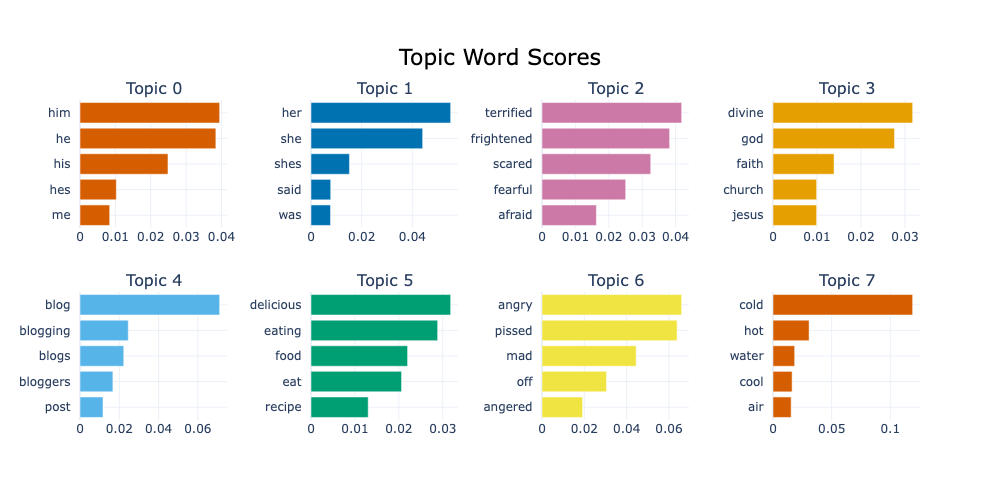 Topic Word Scores
Topic 0
him
he
his
hes
me
0 0.01 0.02 0.03 0.04
Topic 1
her
she
shes
said
was
0 0.02 0.04
Topic 2
terrified
frightened
scared
fearful
afraid
0 0.01 0.02 0.03 0.04
Topic 3
divine
god
faith
church
jesus
0 0.01 0.02 0.03
Topic 4
blog
blogging
blogs
bloggers
post
0 0.02 0.04 0.06
Topic 5
delicious
eating
food
eat
recipe
0 0.01 0.02 0.03
Topic 6
angry
pissed
mad
off
angered
0 0.02 0.04 0.06
Topic 7
cold
hot
water
cool
air
0 0.05 0.1